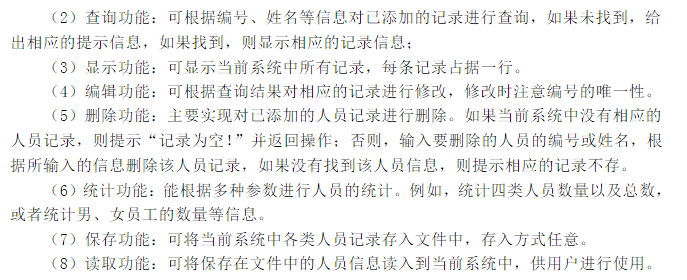 （2）查询功能：可根据编号、姓名等信息对已添加的记录进行查询，如果未找到，给
出相应的提示信息，如果找到，则显示相应的记录信息；
（3）显示功能：可显示当前系统中所有记录，每条记录占据一行。
（4）编辑功能：可根据查询结果对相应的记录进行修改，修改时注意编号的唯一性。
（5）删除功能：主要实现对已添加的人员记录进行删除。如果当前系统中没有相应的
人员记录，则提示“记录为空！”并返回操作；否则，输入要删除的人员的编号或姓名，根
据所输入的信息删除该人员记录，如果没有找到该人员信息，则提示相应的记录不存。
（6）统计功能：能根据多种参数进行人员的统计。例如，统计四类人员数量以及总数，
或者统计男、女员工的数量等信息。
（7）保存功能：可将当前系统中各类人员记录存入文件中，存入方式任意。
（8）读取功能：可将保存在文件中的人员信息读入到当前系统中，供用户进行使用。